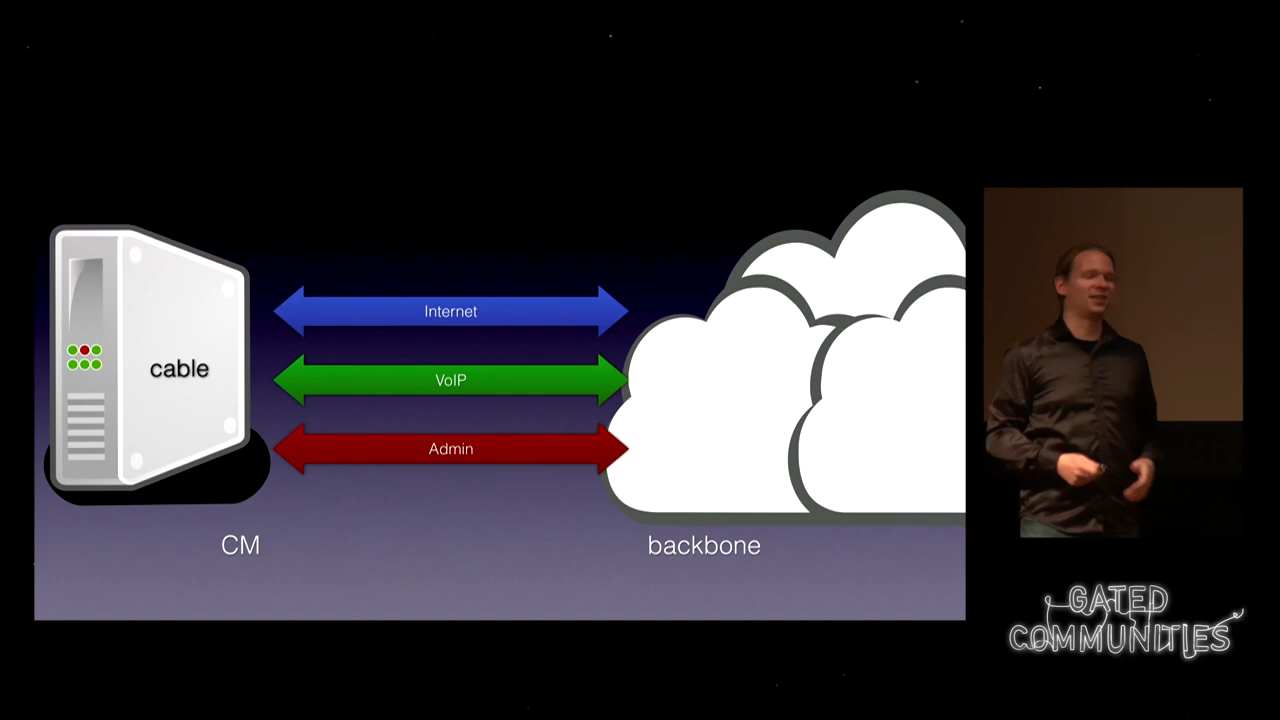 Internet
cable
VoIP
Admin
CM
backbone
GATED
COMMUNITIES